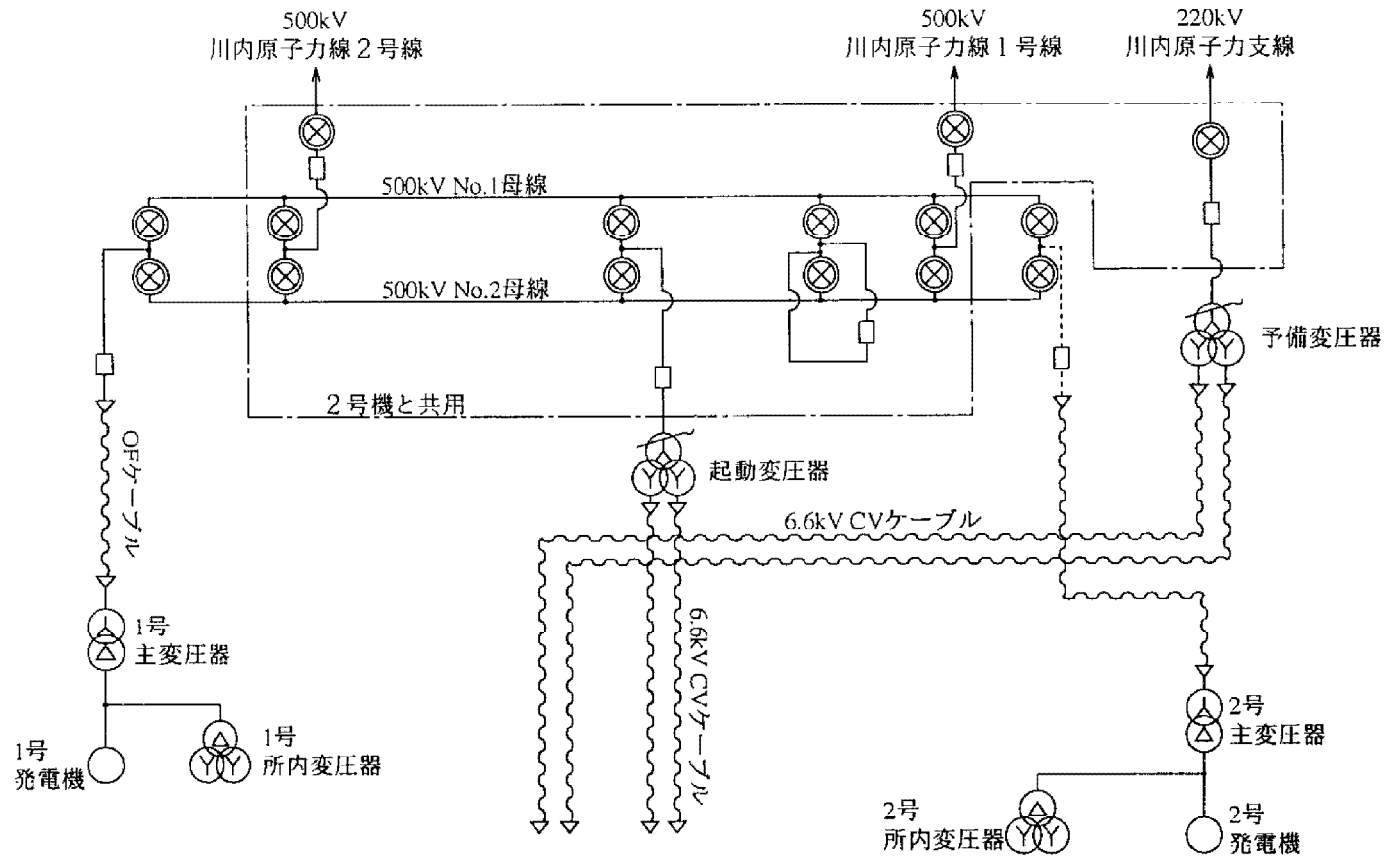 500kV
川内原子力線２号線
500kV
川内原子力線１号線
220kV
川内原子力支線
500kV No.1母線
500kV No.2母線
２号機と共用
予備変圧器
起動変圧器
OFケーブル
6.6kV CVケーブル
6.6kV CVケーブル
1号
主変圧器
1号
発電機
1号
所内変圧器
2号
主変圧器
2号
所内変圧器
2号
発電機